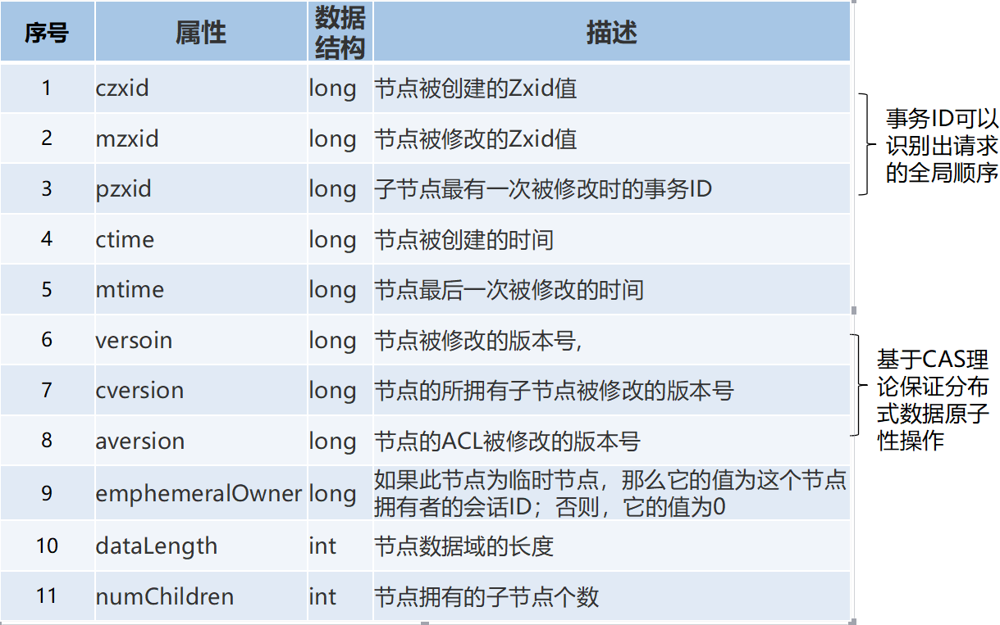 序号 属性 数据结构 描述
1 czxid long 节点被创建的Zxid值
2 mzxid long 节点被修改的Zxid值
3 pzxid long 子节点最有一次被修改时的事务ID
4 ctime long 节点被创建的时间
5 mtime long 节点最后一次被修改的时间
6 versoin long 节点被修改的版本号,
7 cversion long 节点的所拥有子节点被修改的版本号
8 aversion long 节点的ACL被修改的版本号
9 emphemeralOwner long 如果此节点为临时节点，那么它的值为这个节点
拥有者的会话ID；否则，它的值为0
10 dataLength int 节点数据域的长度
11 numChildren int 节点拥有的子节点个数
事务ID可以
识别出请求
的全局顺序
基于CAS理
论保证分布
式数据原子
性操作